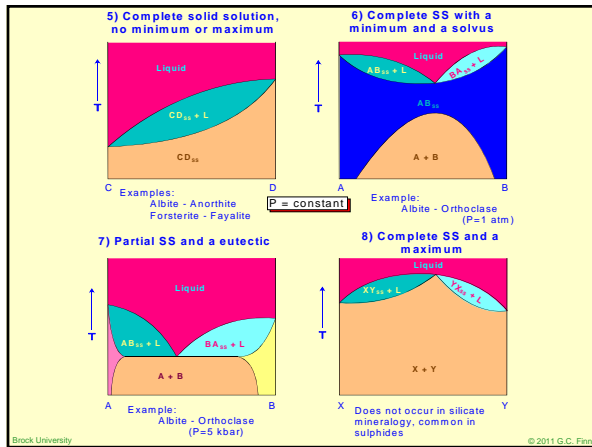 5) Complete solid solution,
no minimum or maximum
Liquid
T
CDss + L
CDss
C
D
Examples:
Albite - Anorthite
Forsterite - Fayalite
6) Complete SS with a
minimum and a solvus
Liquid
T
ABss + L
BAss + L
ABss
A + B
A
B
Example:
Albite - Orthoclase
(P=1 atm)
P = constant
7) Partial SS and a eutectic
Liquid
T
ABss + L
BAss + L
A + B
A
B
Example:
Albite - Orthoclase
(P=5 kbar)
8) Complete SS and a
maximum
Liquid
T
XYss + L
YXss + L
X + Y
X
Y
Does not occur in silicate
mineralogy, common in
sulphides
Brock University
© 2011 G.C. Finn